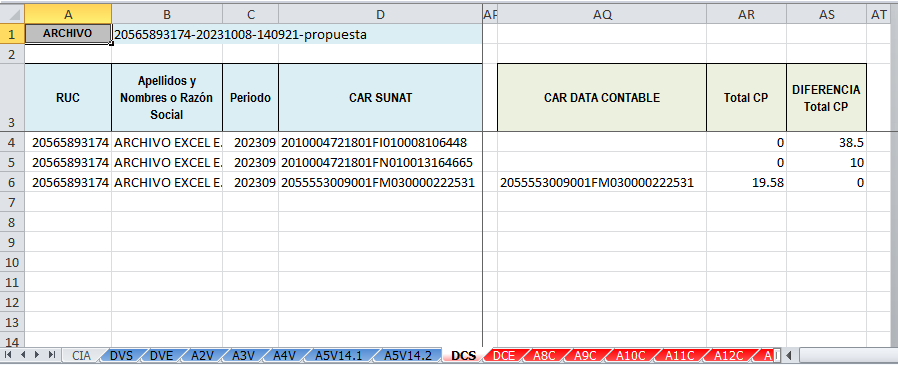 A B C D AP AQ AR AS AT
1 ARCHIVO 20565893174-20231008-140921-propuesta
2
3 RUC Apellidos y Nombres o Razón Social Periodo CAR SUNAT CAR DATA CONTABLE Total CP DIFERENCIA Total CP
4 20565893174 ARCHIVO EXCEL E. 202309 2010004721801FI010008106448 0 38.5
5 20565893174 ARCHIVO EXCEL E. 202309 2010004721801FN010013164665 0 10
6 20565893174 ARCHIVO EXCEL E. 202309 2055553009001FM030000222531 2055553009001FM030000222531 19.58 0
7
8
9
10
11
12
13
14
CIA DVS DVE A2V A3V A4V A5V14.1 A5V14.2 DCS DCE A8C A9C A10C A11C A12C A